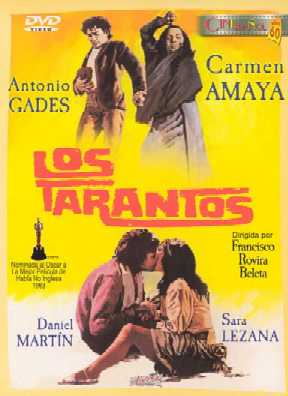 DVD
VIDEO
Antonio
GADES
Carmen
AMAYA
LOS
TARANTOS
Dirigida por
Francisco
Rovira
Beleta
Nominada al Oscar a
La Mejor Película de
Habla No Inglesa
1963
Daniel
MARTÍN
Sara
LEZANA